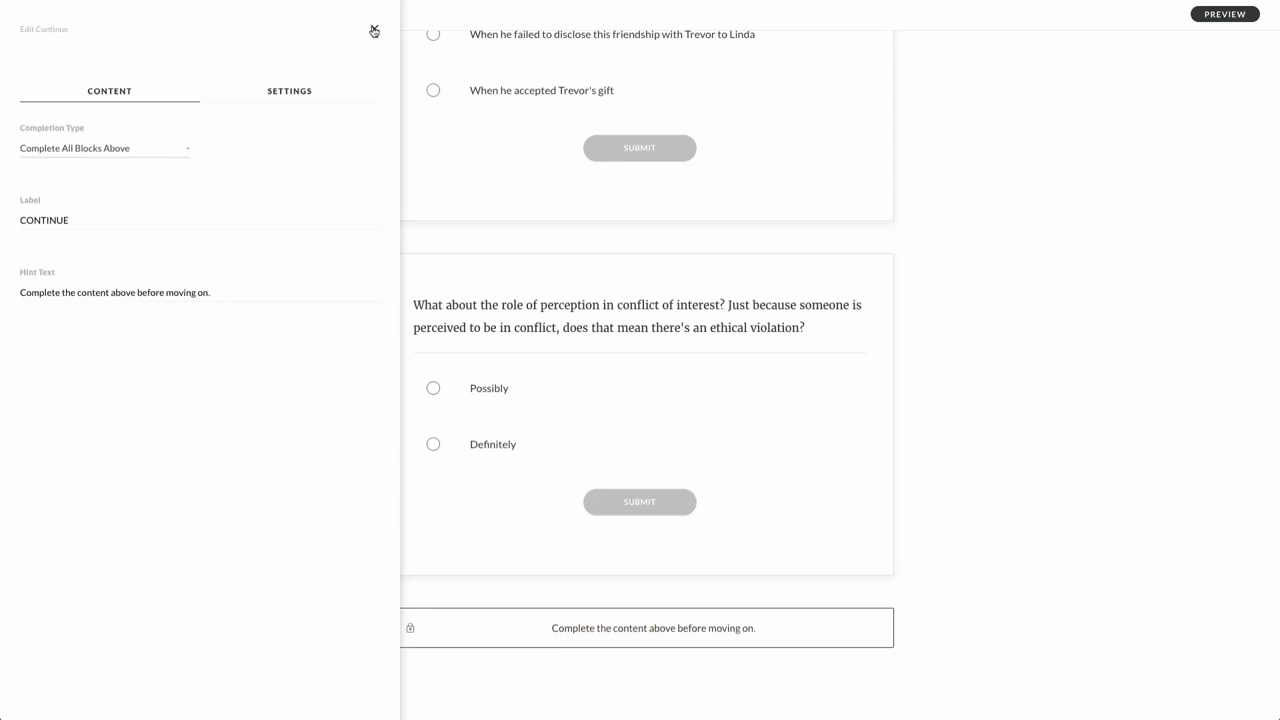 Edit Continue
CONTENT
SETTINGS
Completion Type
Complete All Blocks Above
Label
CONTINUE
Hint Text
Complete the content above before moving on.
PREVIEW
When he failed to disclose this friendship with Trevor to Linda
When he accepted Trevor's gift
SUBMIT
What about the role of perception in conflict of interest? Just because someone is
perceived to be in conflict, does that mean there's an ethical violation?
Possibly
Definitely
SUBMIT
Complete the content above before moving on.